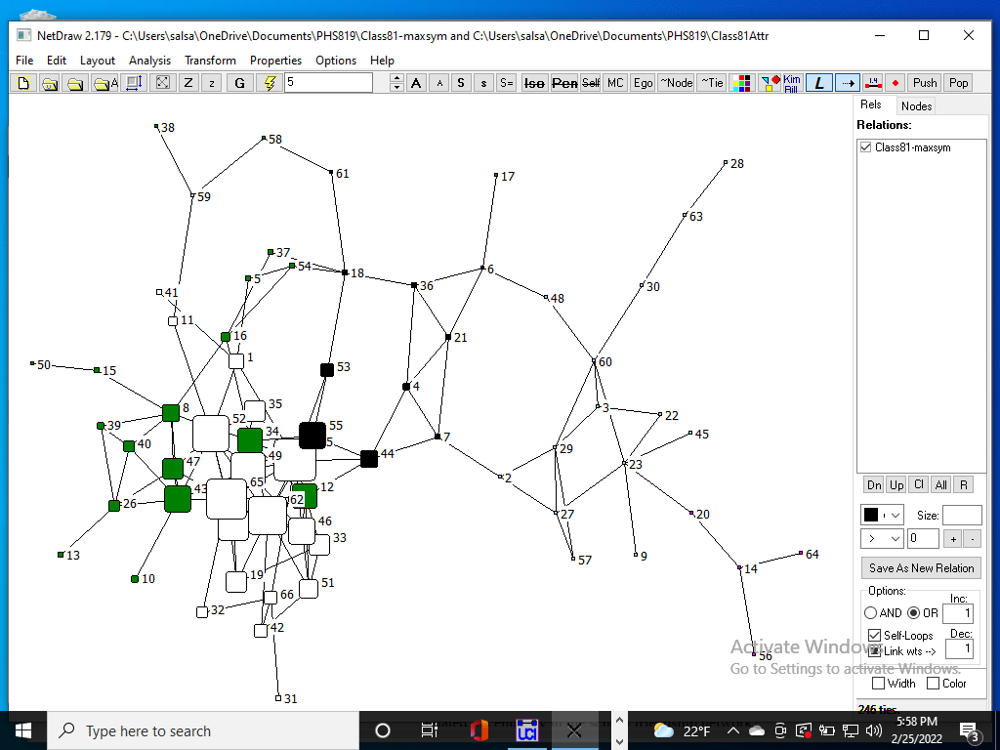 NetDraw 2.179 - C:\Users\salsa\OneDrive\Documents\PHS819\Class81-maxsym and C:\Users\salsa\OneDrive\Documents\PHS819\Class81Attr
File Edit Layout Analysis Transform Properties Options Help
A Z z G 5 A A S s S= Iso Pen Self MC Ego ~Node ~Tie Kim Bill L Push Pop
Rels Nodes
Relations:
Class81-maxsym
38
58
61
59
17
28
63
37
54
5
18
6
36
30
41
48
11
16
21
1
60
53
50
15
4
35
3
8
52
22
39
34
55
45
40
5
7
49
44
29
47
23
2
65
43
12
62
26
27
20
46
33
13
57
9
64
14
10
19
51
66
32
42
56
31
Dn Up Cl All R
Size:
> 0 + -
Save As New Relation
Options:
Inc:
AND OR 1
Self-Loops Dec:
Link wts --> 1
Width Color
246 ties
Activate Windows
Go to Settings to activate Windows.
Type here to search
UCI
22°F
5:58 PM
2/25/2022
3